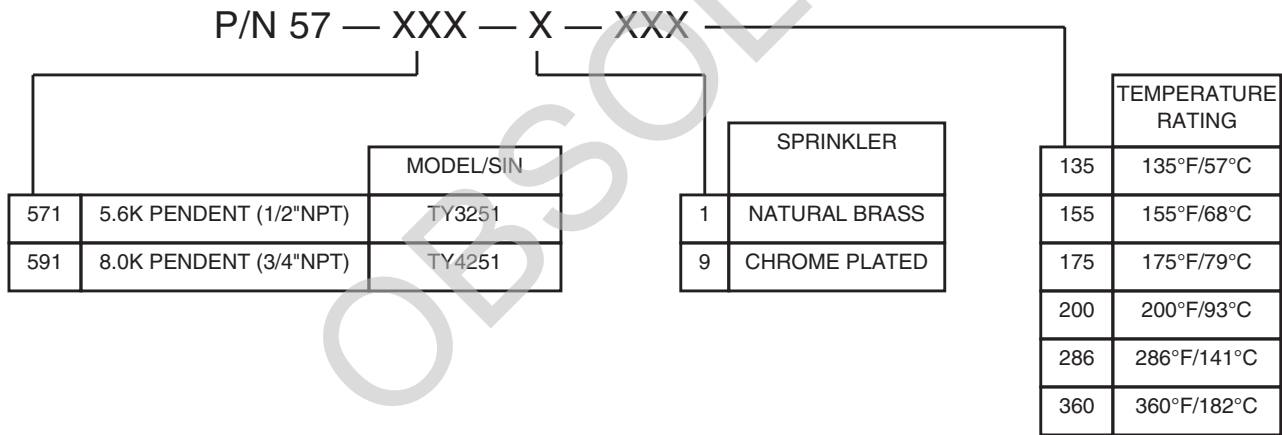 P/N 57 — XXX — X — XXX
MODEL/SIN
571 5.6K PENDENT (1/2"NPT) TY3251
591 8.0K PENDENT (3/4"NPT) TY4251
SPRINKLER
1 NATURAL BRASS
9 CHROME PLATED
TEMPERATURE
RATING
135 135°F/57°C
155 155°F/68°C
175 175°F/79°C
200 200°F/93°C
286 286°F/141°C
360 360°F/182°C
OBSOL